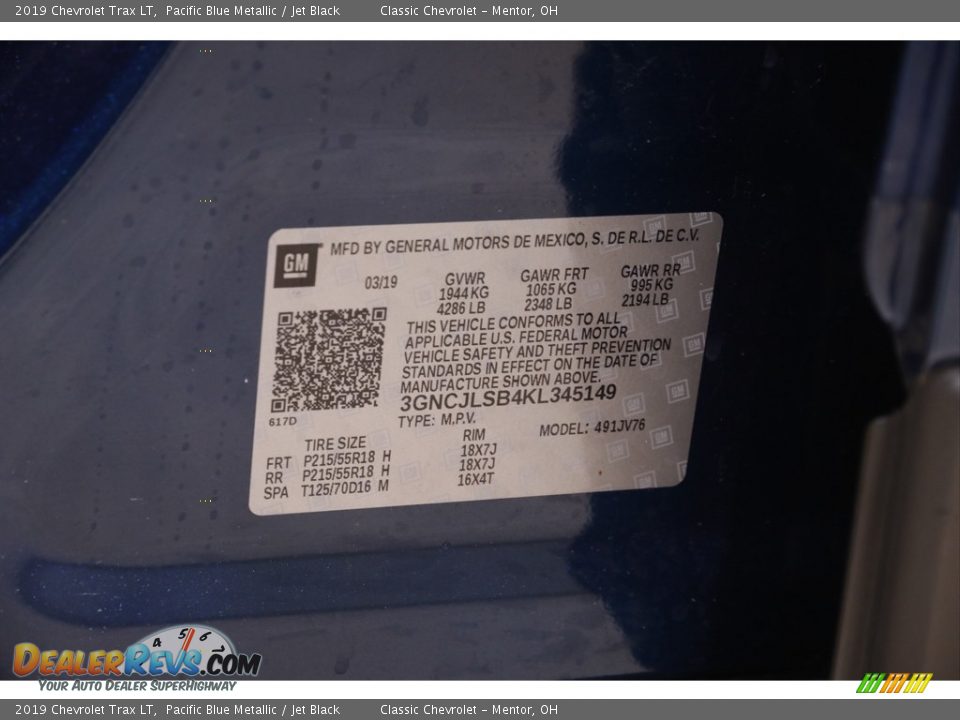 2019 Chevrolet Trax LT, Pacific Blue Metallic / Jet Black Classic Chevrolet – Mentor, OH
GM MFD BY GENERAL MOTORS DE MEXICO, S. DE R.L. DE C.V.
03/19 GVWR GAWR FRT GAWR RR
1944 KG 1065 KG 995 KG
4286 LB 2348 LB 2194 LB
THIS VEHICLE CONFORMS TO ALL
APPLICABLE U.S. FEDERAL MOTOR
VEHICLE SAFETY AND THEFT PREVENTION
STANDARDS IN EFFECT ON THE DATE OF
MANUFACTURE SHOWN ABOVE.
3GNCJLSB4KL345149
617D
TYPE: M.P.V. MODEL: 491JV76
TIRE SIZE RIM
FRT P215/55R18 H 18X7J
RR P215/55R18 H 18X7J
SPA T125/70D16 M 16X4T
4 5 6 7
DEALERREVS.COM
YOUR AUTO DEALER SUPERHIGHWAY
2019 Chevrolet Trax LT, Pacific Blue Metallic / Jet Black Classic Chevrolet – Mentor, OH